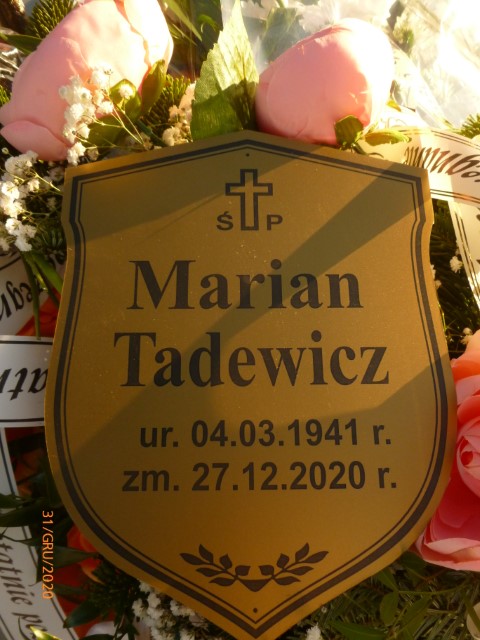 Ś P
Marian
Tadewicz
ur. 04.03.1941 r.
zm. 27.12.2020 r.
31/GRU/2020